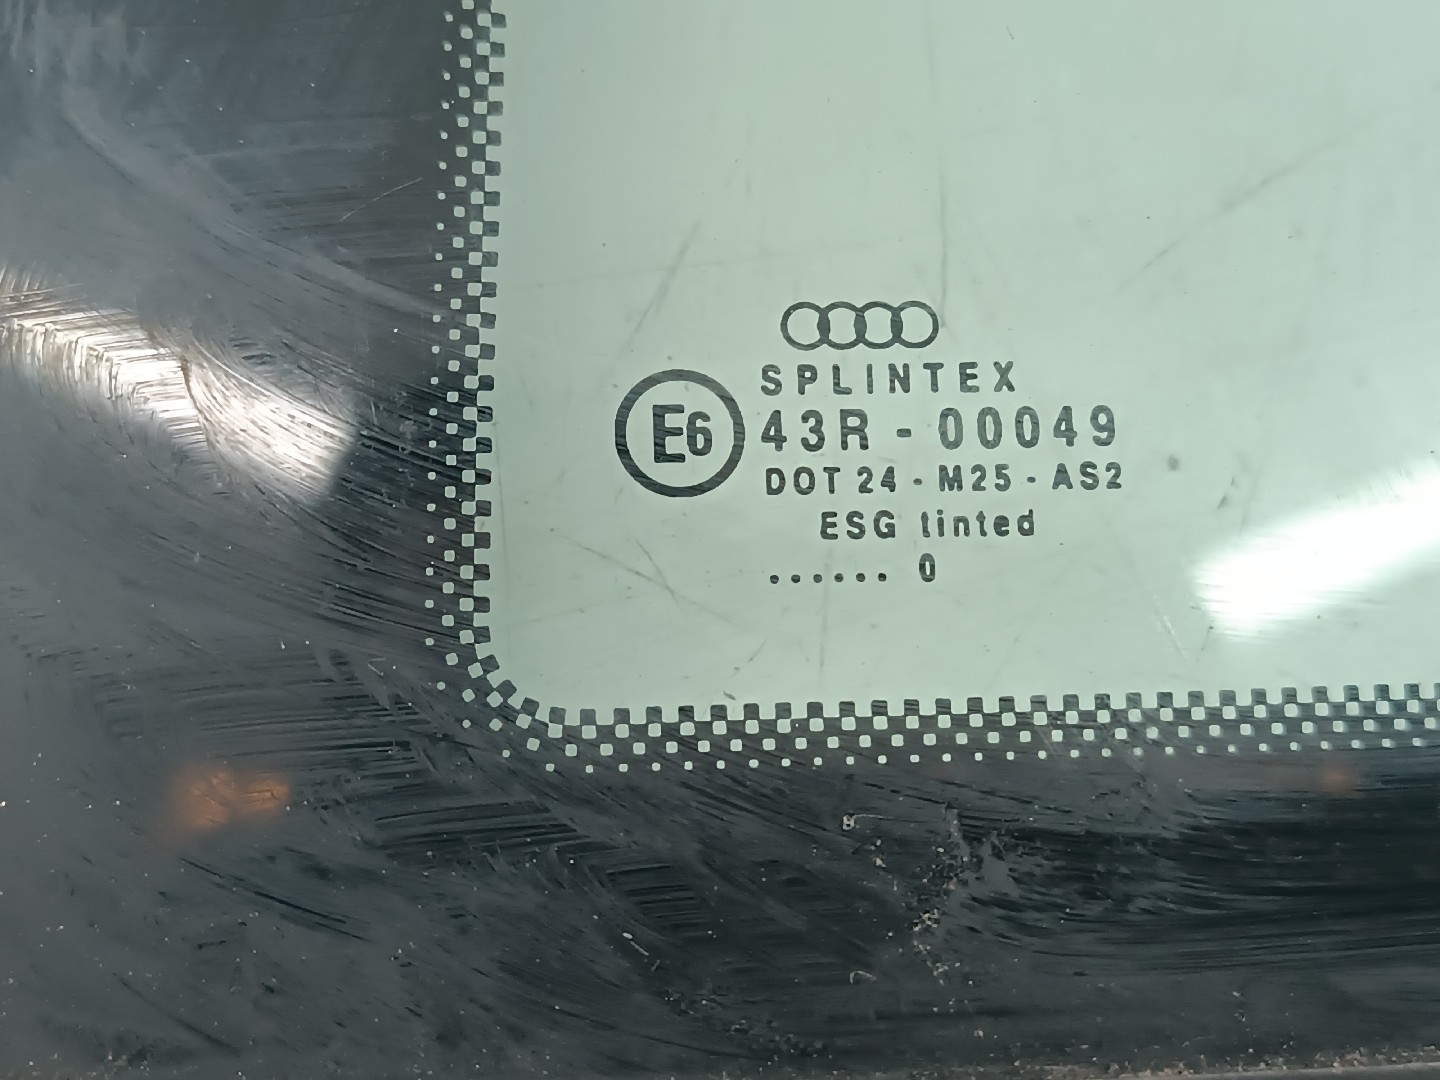 SPLINTEX
E6 43R - 00049
DOT 24 - M25 - AS2
ESG tinted
...... 0